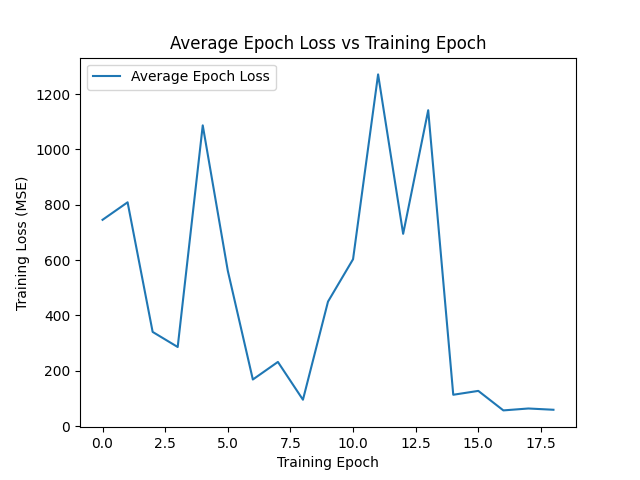 Average Epoch Loss vs Training Epoch
Average Epoch Loss
1200
1000
800
600
400
200
0
Training Loss (MSE)
0.0 2.5 5.0 7.5 10.0 12.5 15.0 17.5
Training Epoch